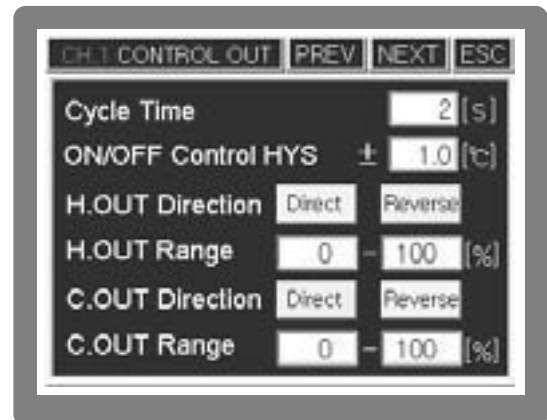 CH.1 CONTROL OUT PREV NEXT ESC
Cycle Time 2 [S]
ON/OFF Control HYS ± 1.0 [℃]
H.OUT Direction Direct Reverse
H.OUT Range 0 - 100 [%]
C.OUT Direction Direct Reverse
C.OUT Range 0 - 100 [%]